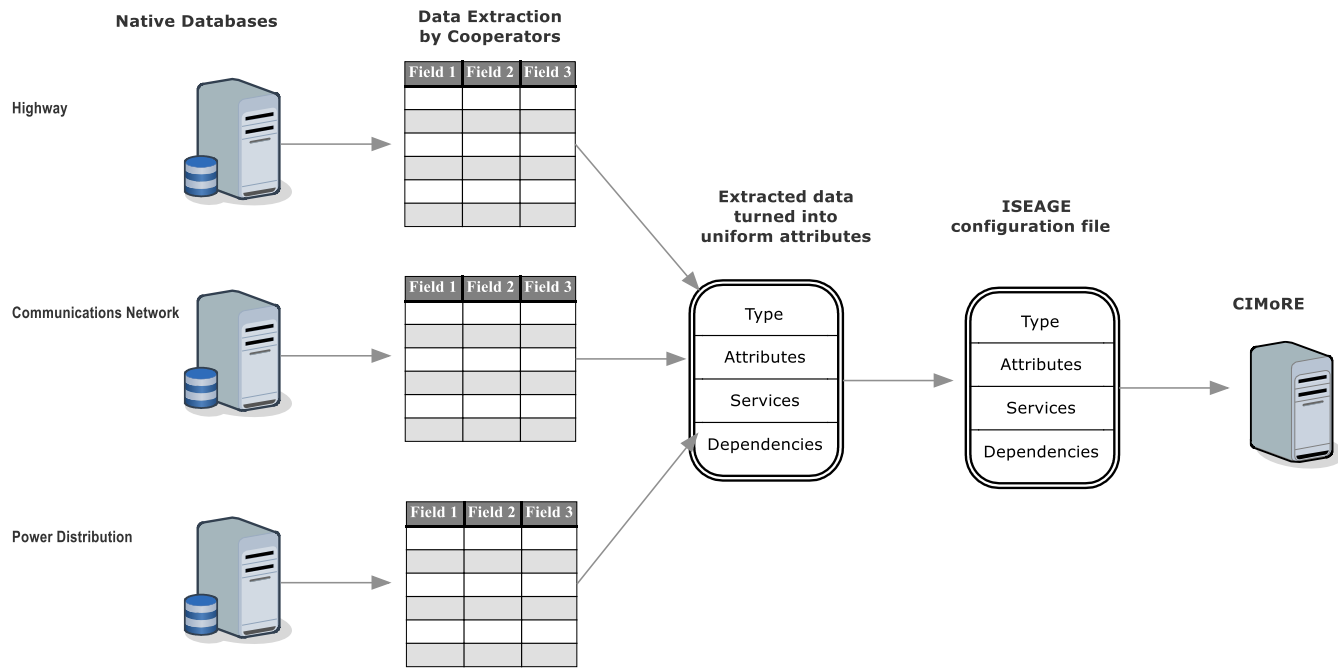 Native Databases
Data Extraction
by Cooperators
Highway
Field 1 Field 2 Field 3
Extracted data
turned into
uniform attributes
ISEAGE
configuration file
Communications Network
Field 1 Field 2 Field 3
Type
Attributes
Services
Dependencies
Type
Attributes
Services
Dependencies
CIMoRE
Power Distribution
Field 1 Field 2 Field 3